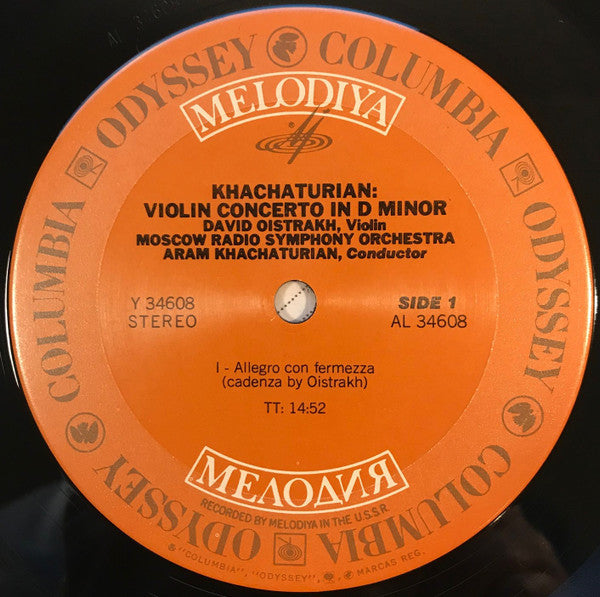 COLUMBIA ODYSSEY COLUMBIA ODYSSEY COLUMBIA ODYSSEY
MELODIYA
®
KHACHATURIAN:
VIOLIN CONCERTO IN D MINOR
DAVID OISTRAKH, Violin
MOSCOW RADIO SYMPHONY ORCHESTRA
ARAM KHACHATURIAN, Conductor
Y 34608
STEREO
SIDE 1
AL 34608
I - Allegro con fermezza
(cadenza by Oistrakh)
TT: 14:52
МЕЛОДИЯ
RECORDED BY MELODIYA IN THE U.S.S.R.
"COLUMBIA", "ODYSSEY", MARCAS REG.